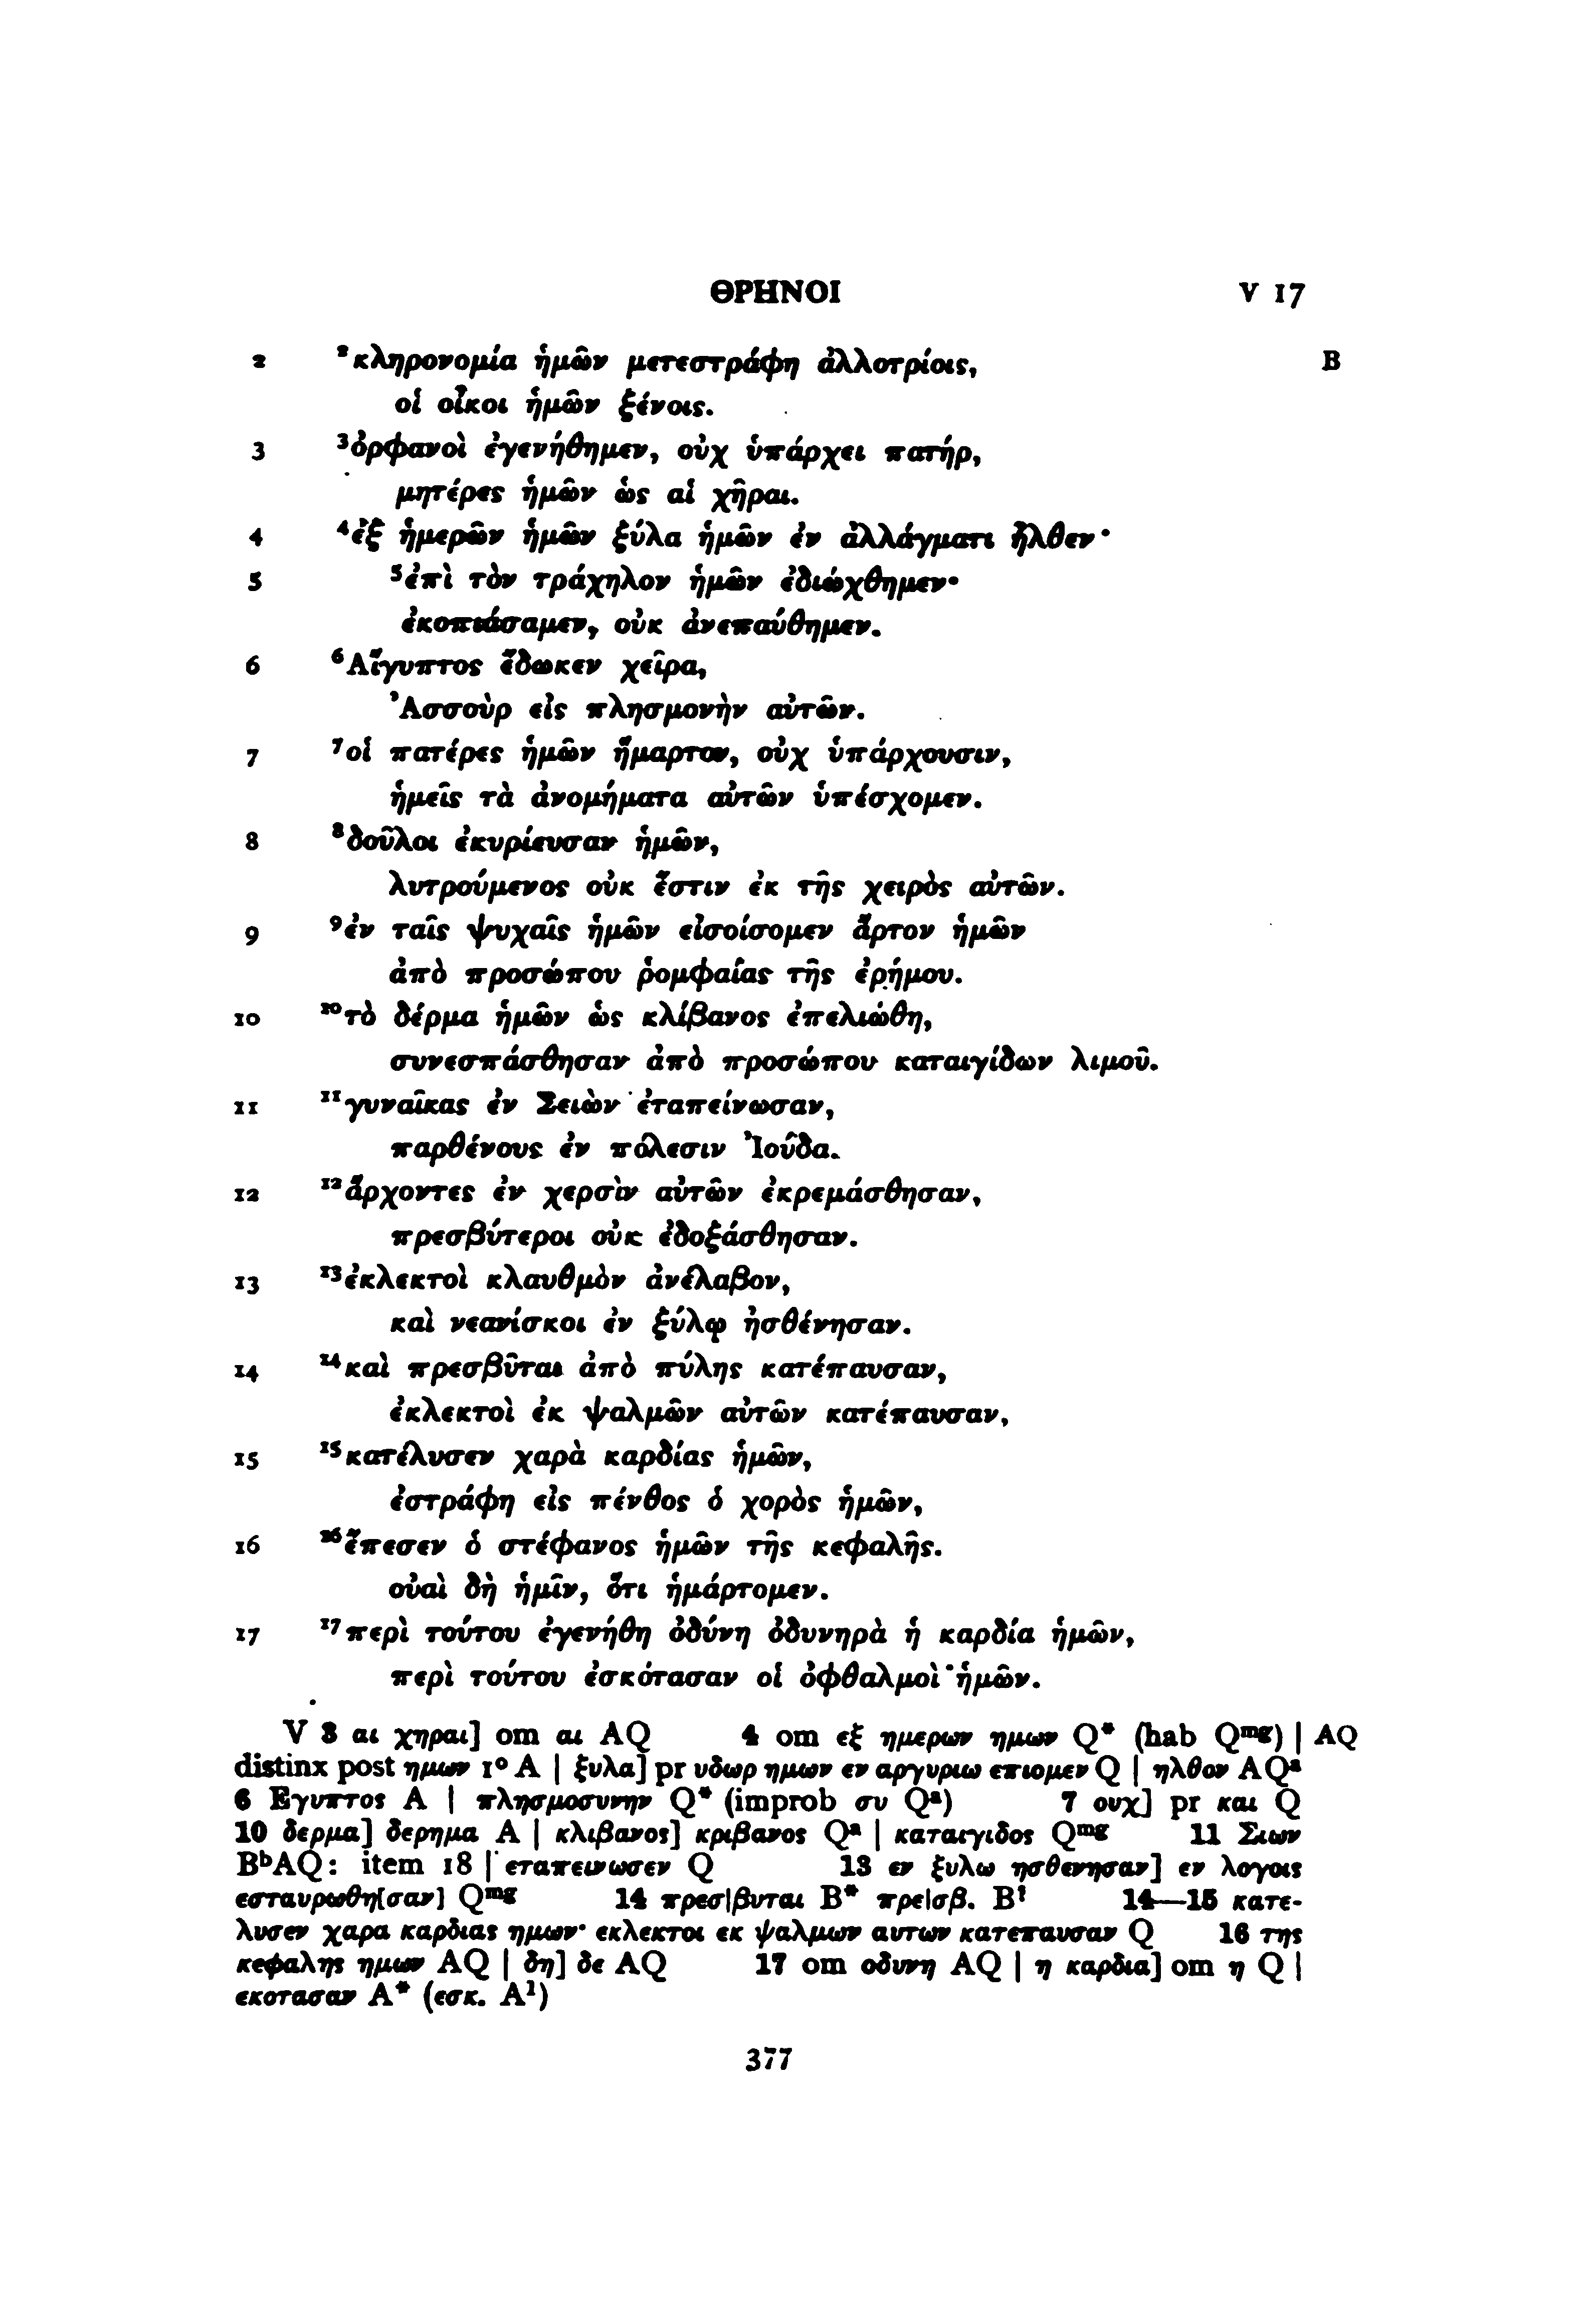 ΘΡΗΝΟΙ V 17
2 ²κληρονομία ἡμῶν μετεστράφη ἀλλοτρίοις, B
οἱ οἶκοι ἡμῶν ξένοις.
3 ³ὀρφανοὶ ἐγενήθημεν, οὐχ ὑπάρχει πατήρ,
μητέρες ἡμῶν ὡς αἱ χῆραι.
4 ⁴ἐξ ἡμερῶν ἡμῶν ξύλα ἡμῶν ἐν ἀλλάγματι ἦλθεν·
5 ⁵ἐπὶ τὸν τράχηλον ἡμῶν ἐδιώχθημεν·
ἐκοπιάσαμεν, οὐκ ἀνεπαύθημεν.
6 ⁶Αἴγυπτος ἔδωκεν χεῖρα,
Ἀσσοὺρ εἰς πλησμονὴν αὐτῶν.
7 ⁷οἱ πατέρες ἡμῶν ἥμαρτον, οὐχ ὑπάρχουσιν,
ἡμεῖς τὰ ἀνομήματα αὐτῶν ὑπέσχομεν.
8 ⁸δοῦλοι ἐκυρίευσαν ἡμῶν,
λυτρούμενος οὐκ ἔστιν ἐκ τῆς χειρὸς αὐτῶν.
9 ⁹ἐν ταῖς ψυχαῖς ἡμῶν εἰσοίσομεν ἄρτον ἡμῶν
ἀπὸ προσώπου ῥομφαίας τῆς ἐρήμου.
10 ¹⁰τὸ δέρμα ἡμῶν ὡς κλίβανος ἐπελιώθη,
συνεσπάσθησαν ἀπὸ προσώπου καταιγίδων λιμοῦ.
11 ¹¹γυναῖκας ἐν Σειὼν ἐταπείνωσαν,
παρθένους ἐν πόλεσιν Ἰούδα.
12 ¹²ἄρχοντες ἐν χερσὶν αὐτῶν ἐκρεμάσθησαν,
πρεσβύτεροι οὐκ ἐδοξάσθησαν.
13 ¹³ἐκλεκτοὶ κλαυθμὸν ἀνέλαβον,
καὶ νεανίσκοι ἐν ξύλῳ ἠσθένησαν.
14 ¹⁴καὶ πρεσβῦται ἀπὸ πύλης κατέπαυσαν,
ἐκλεκτοὶ ἐκ ψαλμῶν αὐτῶν κατέπαυσαν,
15 ¹⁵κατέλυσεν χαρὰ καρδίας ἡμῶν,
ἐστράφη εἰς πένθος ὁ χορὸς ἡμῶν,
16 ¹⁶ἔπεσεν ὁ στέφανος ἡμῶν τῆς κεφαλῆς.
οὐαὶ δὴ ἡμῖν, ὅτι ἡμάρτομεν.
17 ¹⁷περὶ τούτου ἐγενήθη ὀδύνη ὀδυνηρὰ ἡ καρδία ἡμῶν,
περὶ τούτου ἐσκότασαν οἱ ὀφθαλμοὶ ἡμῶν.
V 3 αι χηραι] om αι AQ 4 om εξ ημερων ημων Q* (hab Qᵐᵍ) | AQ
distinx post ημων 1° A | ξυλα] pr υδωρ ημων εν αργυριω επιομεν Q | ηλθον AQᵃ
6 Εγυπτος A | πλησμοσυνην Q* (improb συ Qᵃ) 7 ουχ] pr και Q
10 δερμα] δερημα A | κλιβανος] κριβανος Qᵃ | καταιγιδος Qᵐᵍ 11 Σιων
BᵇAQ: item 18 | εταπεινωσεν Q 13 εν ξυλω ησθενησαν] εν λογοις
εσταυρωθη[σαν] Qᵐᵍ 14 πρεσ|βυται B* πρε|σβ. B? 14—15 κατε-
λυσεν χαρα καρδιας ημων· εκλεκτοι εκ ψαλμων αυτων κατεπαυσαν Q 16 της
κεφαλης ημων AQ | δη] δε AQ 17 om οδυνη AQ | η καρδια] om η Q |
εκοτασαν A* (εσκ. A¹)
377